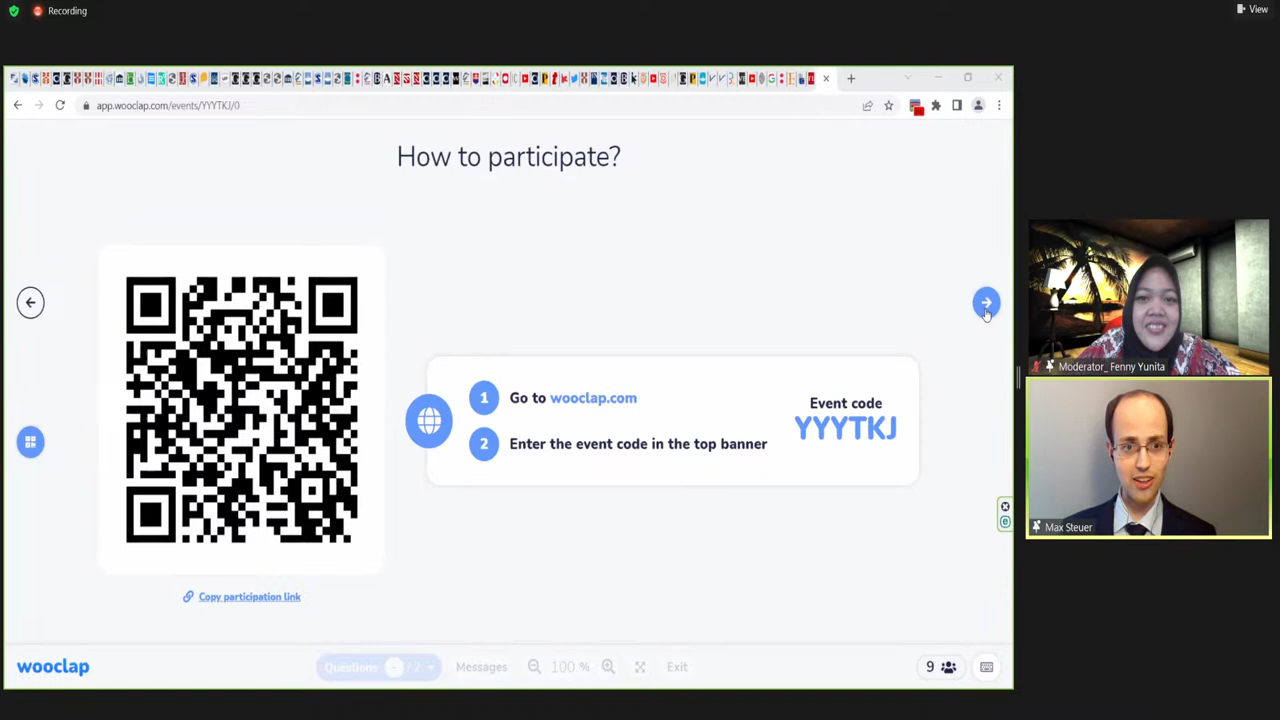 Recording
View
app.wooclap.com/events/YYYTKJ/0
How to participate?
1 Go to wooclap.com
2 Enter the event code in the top banner
Event code
YYYTKJ
Copy participation link
Moderator_ Fenny Yunita
Max Steuer
wooclap
Questions - / 2
Messages
100 %
Exit
9